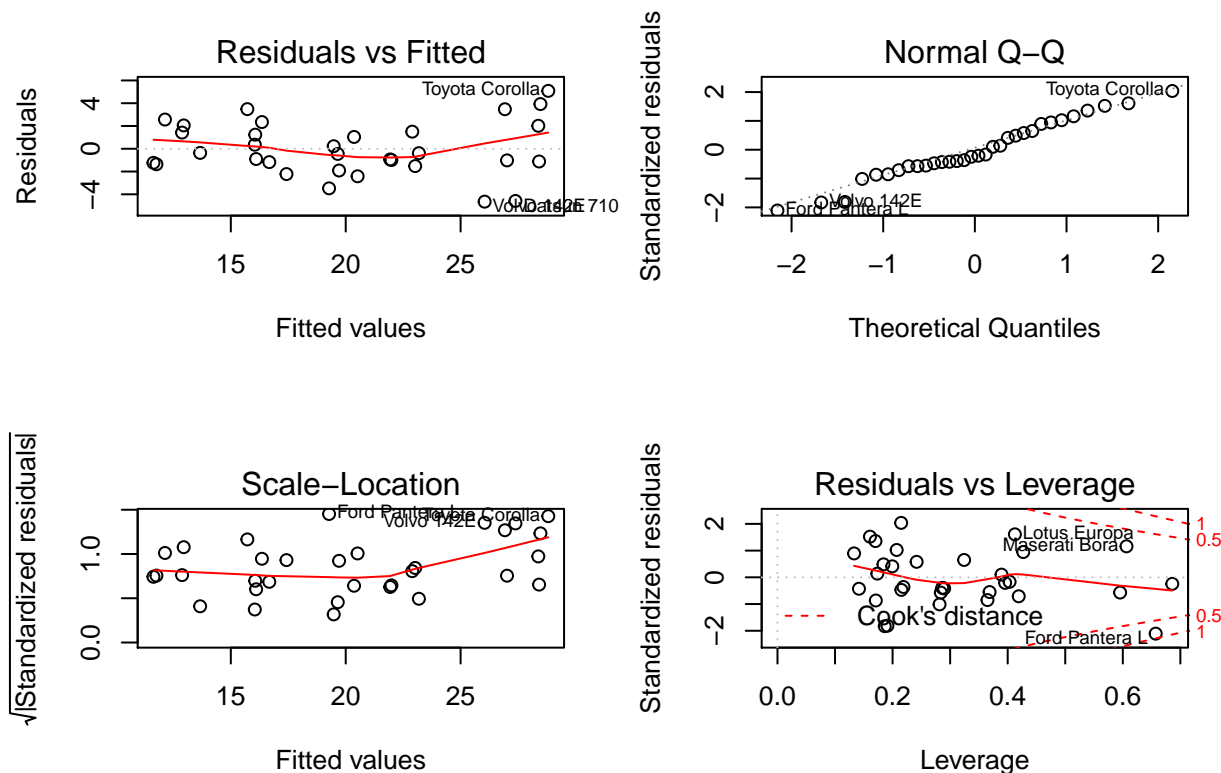 Residuals vs Fitted
Residuals
−4
0
4
Toyota Corolla
Volvo 142E
Datsun 710
15
20
25
Fitted values
Normal Q−Q
Standardized residuals
−2
0
2
Toyota Corolla
Volvo 142E
Ford Pantera L
−2
−1
0
1
2
Theoretical Quantiles
Scale−Location
√|Standardized residuals|
0.0
1.0
Ford Pantera L
Toyota Corolla
Volvo 142E
15
20
25
Fitted values
Residuals vs Leverage
Standardized residuals
−2
0
2
Lotus Europa
Maserati Bora
Cook's distance
Ford Pantera L
1
0.5
0.5
1
0.0
0.2
0.4
0.6
Leverage